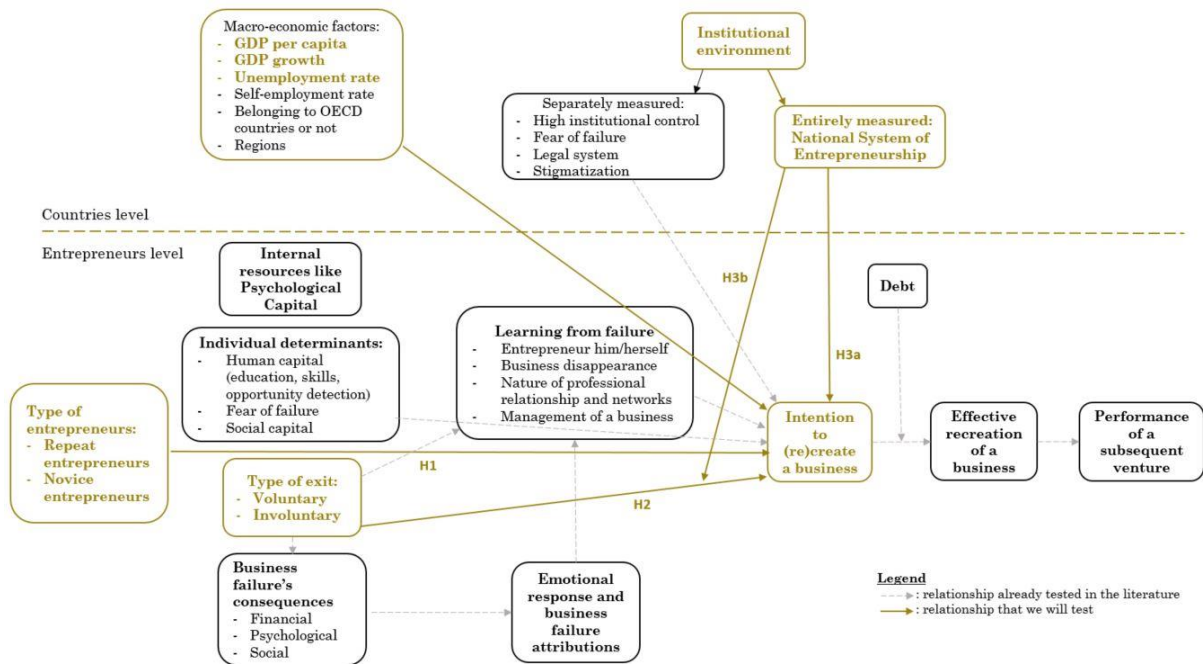 Macro-economic factors:
- GDP per capita
- GDP growth
- Unemployment rate
- Self-employment rate
- Belonging to OECD
countries or not
- Regions
Institutional
environment
Separately measured:
- High institutional control
- Fear of failure
- Legal system
- Stigmatization
Entirely measured:
National System of
Entrepreneurship
Countries level
Entrepreneurs level
Internal
resources like
Psychological
Capital
H3b
Debt
Individual determinants:
- Human capital
(education, skills,
opportunity detection)
- Fear of failure
- Social capital
Learning from failure
- Entrepreneur him/herself
- Business disappearance
- Nature of professional
relationship and networks
- Management of a business
H3a
Type of
entrepreneurs:
- Repeat
entrepreneurs
- Novice
entrepreneurs
H1
Intention
to
(re)create
a business
Effective
recreation
of a
business
Performance
of a
subsequent
venture
Type of exit:
- Voluntary
- Involuntary
H2
Business
failure's
consequences
- Financial
- Psychological
- Social
Emotional
response and
business
failure
attributions
Legend
: relationship already tested in the literature
: relationship that we will test